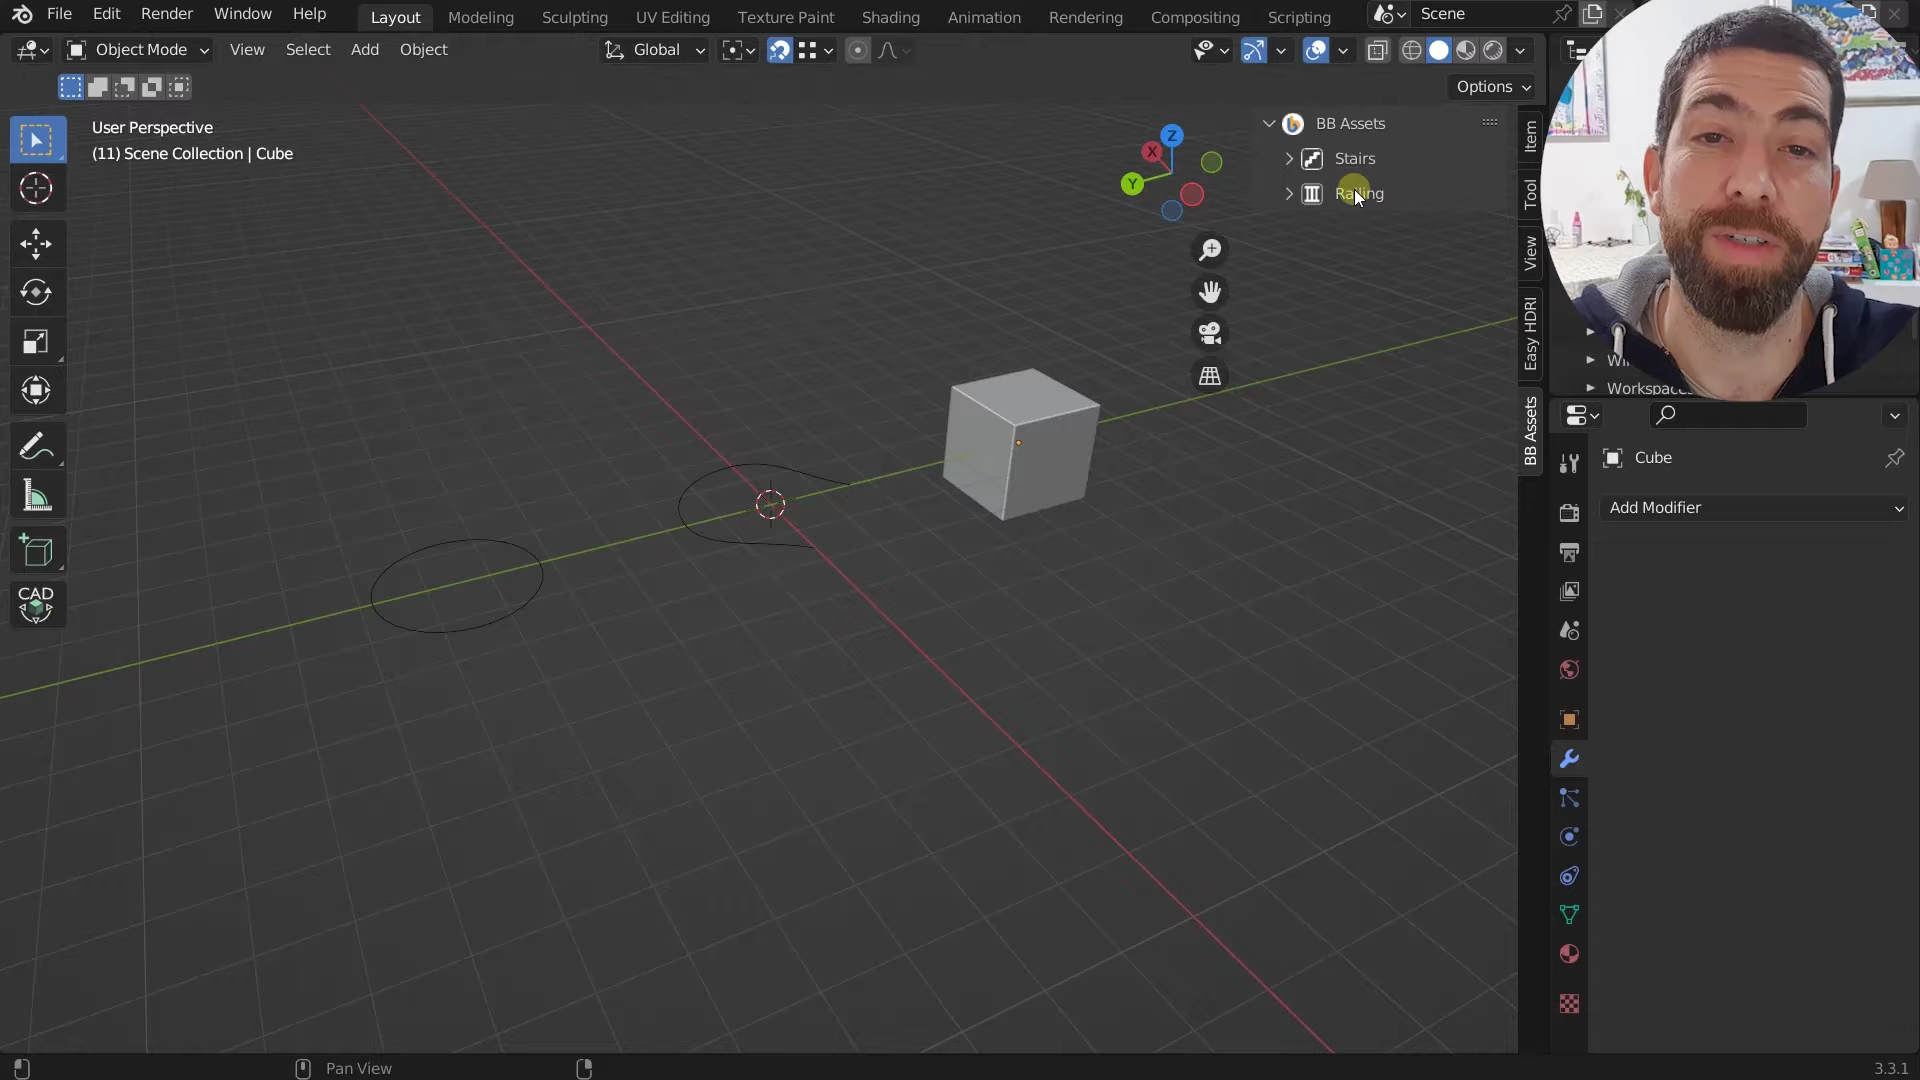 File Edit Render Window Help Layout Modeling Sculpting UV Editing Texture Paint Shading Animation Rendering Compositing Scripting Scene
Object Mode View Select Add Object Global
Options
User Perspective
(11) Scene Collection | Cube
Z
X
Y
BB Assets
Stairs
Railing
Item
Tool
View
Easy HDRI
BB Assets
CAD
Workspaces
Cube
Add Modifier
Pan View
3.3.1